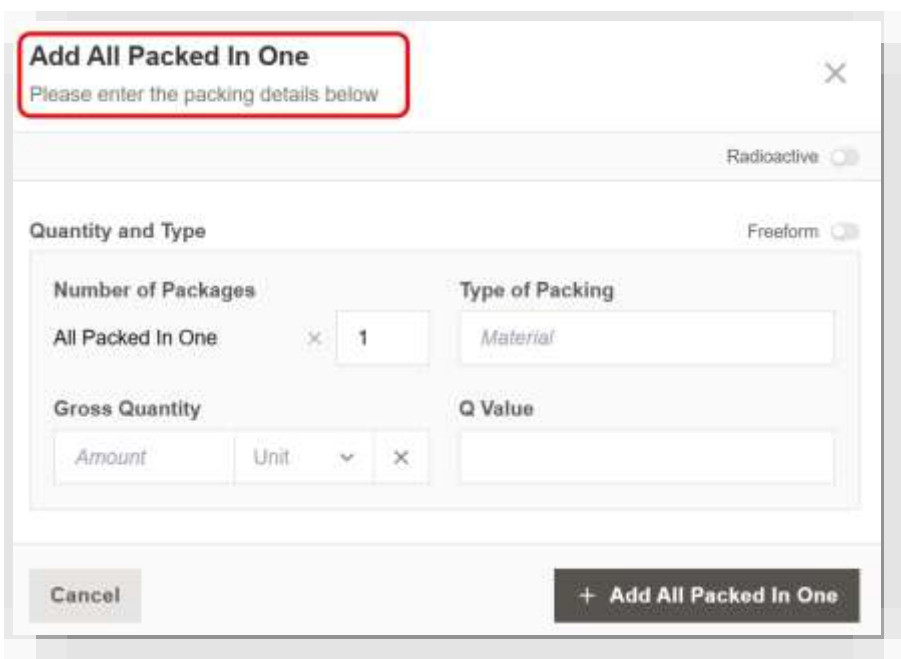 Add All Packed In One
Please enter the packing details below
Radioactive
Quantity and Type
Freeform
Number of Packages
Type of Packing
All Packed In One × 1
Material
Gross Quantity
Q Value
Amount
Unit
Cancel
+ Add All Packed In One